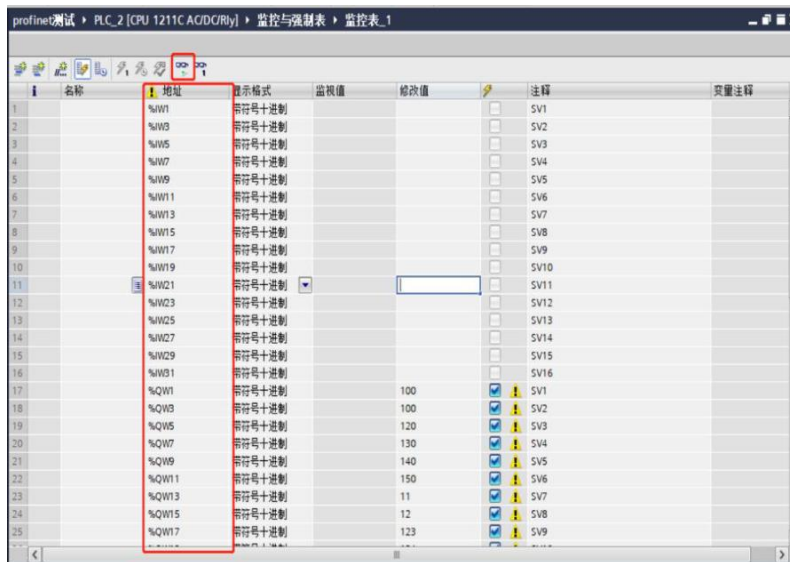 profinet测试 ▸ PLC_2 [CPU 1211C AC/DC/Rly] ▸ 监控与强制表 ▸ 监控表_1
i 名称 地址 显示格式 监视值 修改值 注释 变量注释
1 %IW1 带符号十进制 SV1
2 %IW3 带符号十进制 SV2
3 %IW5 带符号十进制 SV3
4 %IW7 带符号十进制 SV4
5 %IW9 带符号十进制 SV5
6 %IW11 带符号十进制 SV6
7 %IW13 带符号十进制 SV7
8 %IW15 带符号十进制 SV8
9 %IW17 带符号十进制 SV9
10 %IW19 带符号十进制 SV10
11 %IW21 带符号十进制 SV11
12 %IW23 带符号十进制 SV12
13 %IW25 带符号十进制 SV13
14 %IW27 带符号十进制 SV14
15 %IW29 带符号十进制 SV15
16 %IW31 带符号十进制 SV16
17 %QW1 带符号十进制 100 SV1
18 %QW3 带符号十进制 100 SV2
19 %QW5 带符号十进制 120 SV3
20 %QW7 带符号十进制 130 SV4
21 %QW9 带符号十进制 140 SV5
22 %QW11 带符号十进制 150 SV6
23 %QW13 带符号十进制 11 SV7
24 %QW15 带符号十进制 12 SV8
25 %QW17 带符号十进制 123 SV9